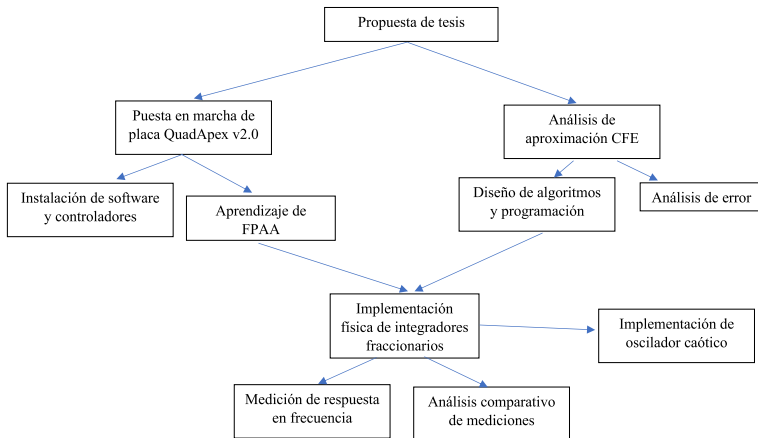 Propuesta de tesis
Puesta en marcha de
placa QuadApex v2.0
Análisis de
aproximación CFE
Instalación de software
y controladores
Aprendizaje de
FPAA
Diseño de algoritmos
y programación
Análisis de error
Implementación
física de integradores
fraccionarios
Implementación de
oscilador caótico
Medición de respuesta
en frecuencia
Análisis comparativo
de mediciones